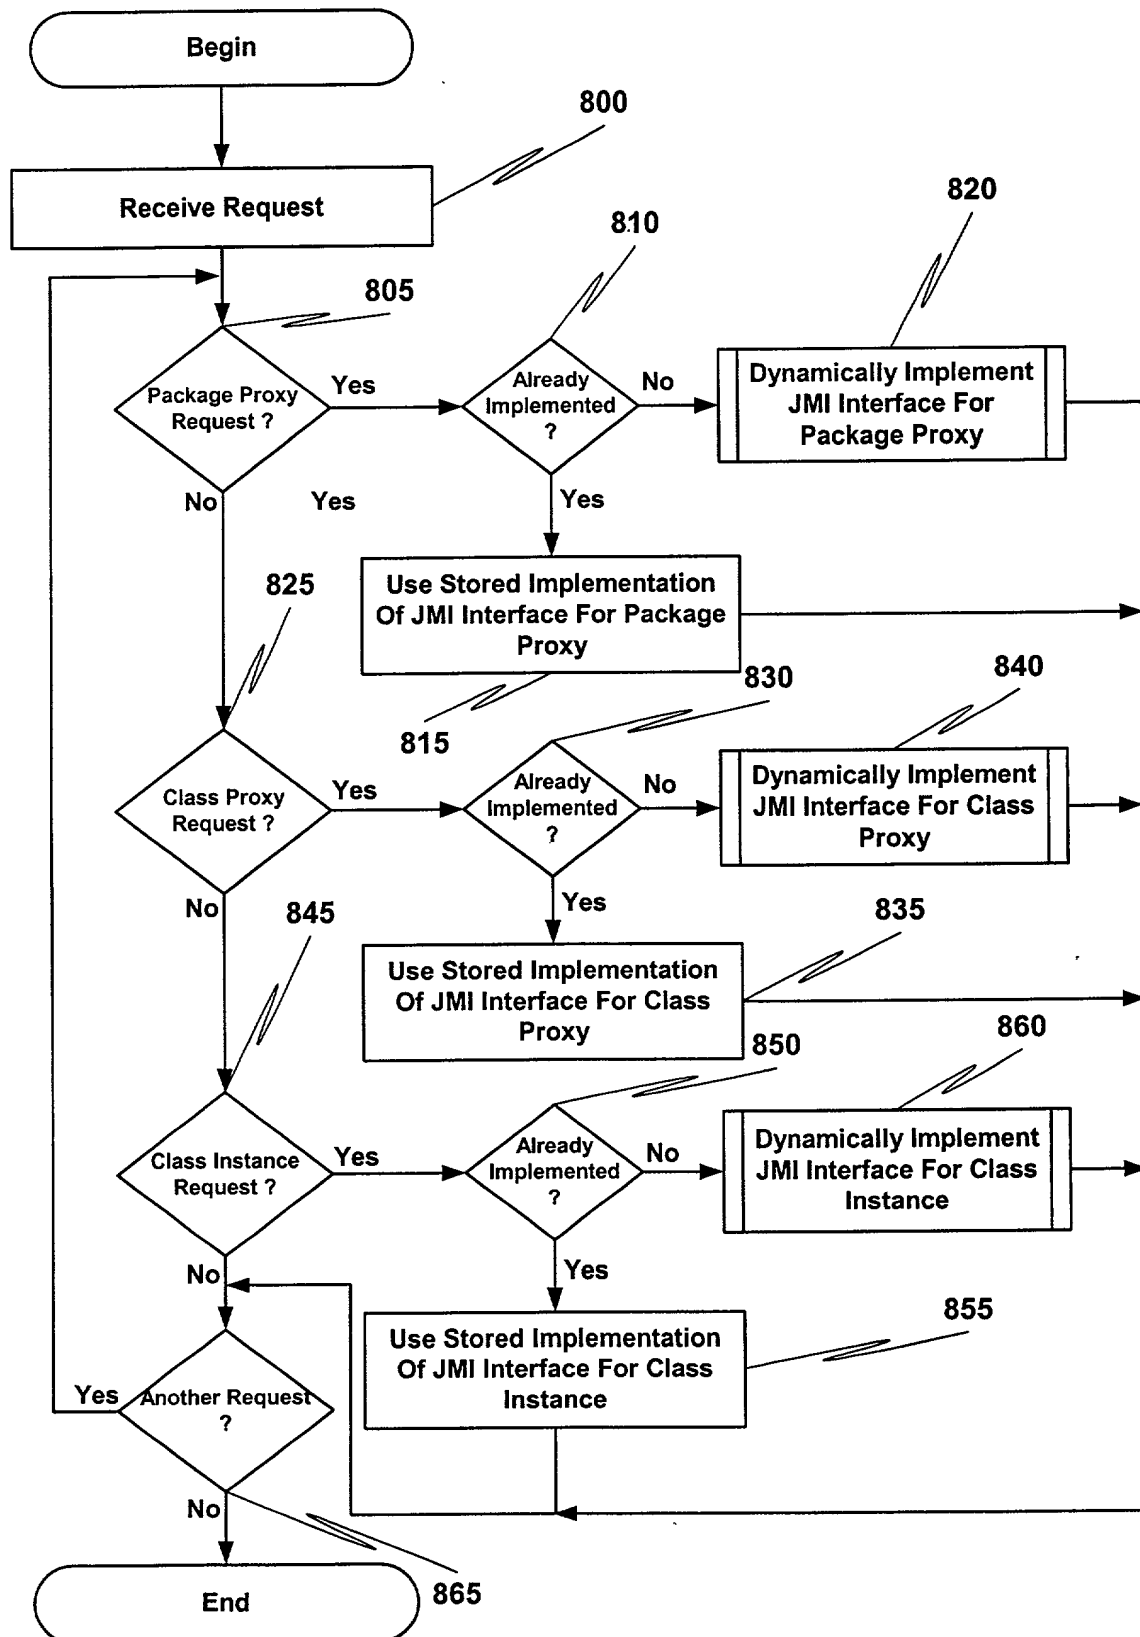 Begin
800
Receive Request
810
820
805
Package Proxy
Request ?
Yes
Already
Implemented
?
No
Dynamically Implement
JMI Interface For
Package Proxy
No
Yes
Yes
825
Use Stored Implementation
Of JMI Interface For Package
Proxy
815
830
840
Class Proxy
Request ?
Yes
Already
Implemented
?
No
Dynamically Implement
JMI Interface For Class
Proxy
No
Yes
845
835
Use Stored Implementation
Of JMI Interface For Class
Proxy
850
860
Class Instance
Request ?
Yes
Already
Implemented
?
No
Dynamically Implement
JMI Interface For Class
Instance
No
Yes
855
Use Stored Implementation
Of JMI Interface For Class
Instance
Yes
Another Request
?
No
865
End